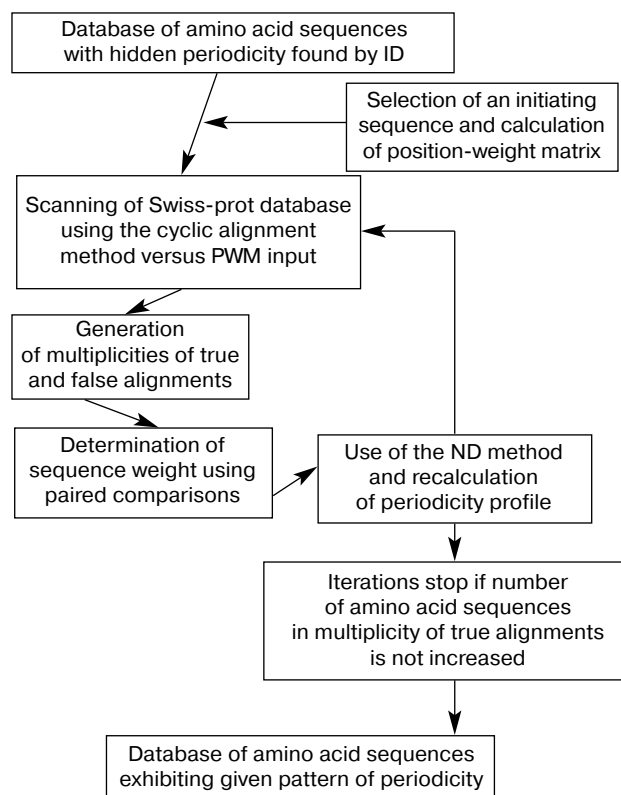 Database of amino acid sequences
with hidden periodicity found by ID
Selection of an initiating
sequence and calculation
of position-weight matrix
Scanning of Swiss-prot database
using the cyclic alignment
method versus PWM input
Generation
of multiplicities of true
and false alignments
Determination of
sequence weight using
paired comparisons
Use of the ND method
and recalculation
of periodicity profile
Iterations stop if number
of amino acid sequences
in multiplicity of true alignments
is not increased
Database of amino acid sequences
exhibiting given pattern of periodicity